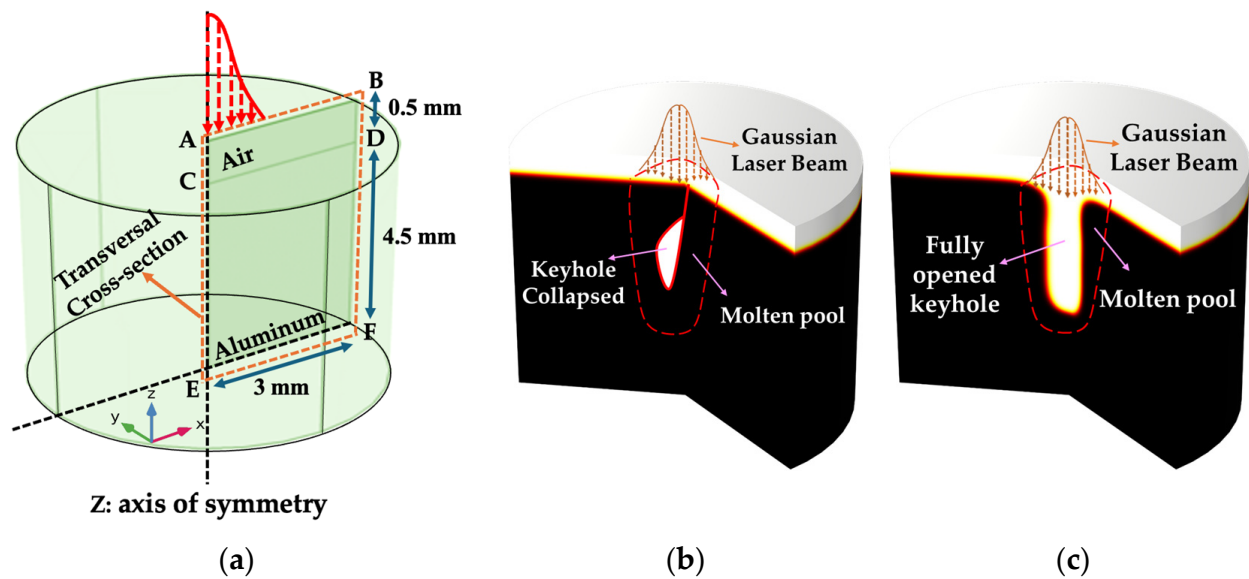 B
0.5 mm
A
Air
D
C
Transversal
Cross-section
4.5 mm
Aluminum
F
E
3 mm
z
y
x
Z: axis of symmetry
(a)
Gaussian
Laser Beam
Keyhole
Collapsed
Molten pool
(b)
Gaussian
Laser Beam
Fully
opened
keyhole
Molten pool
(c)